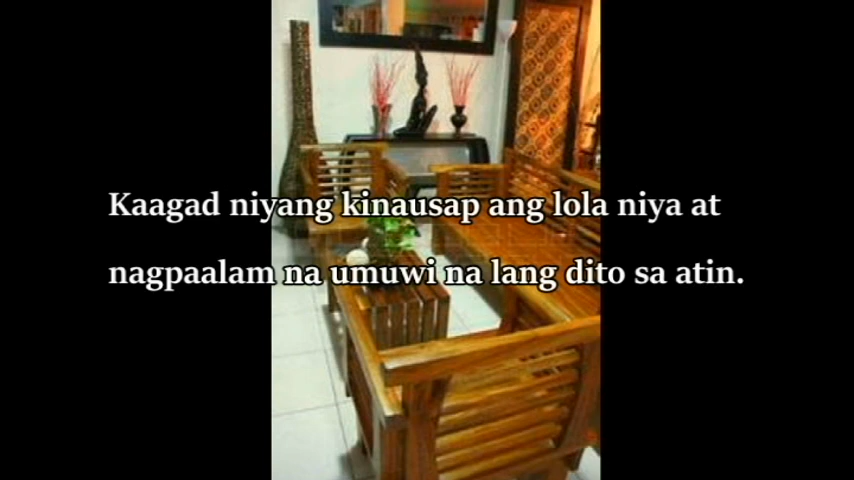 Kaagad niyang kinausap ang lola niya at
nagpaalam na umuwi na lang dito sa atin.